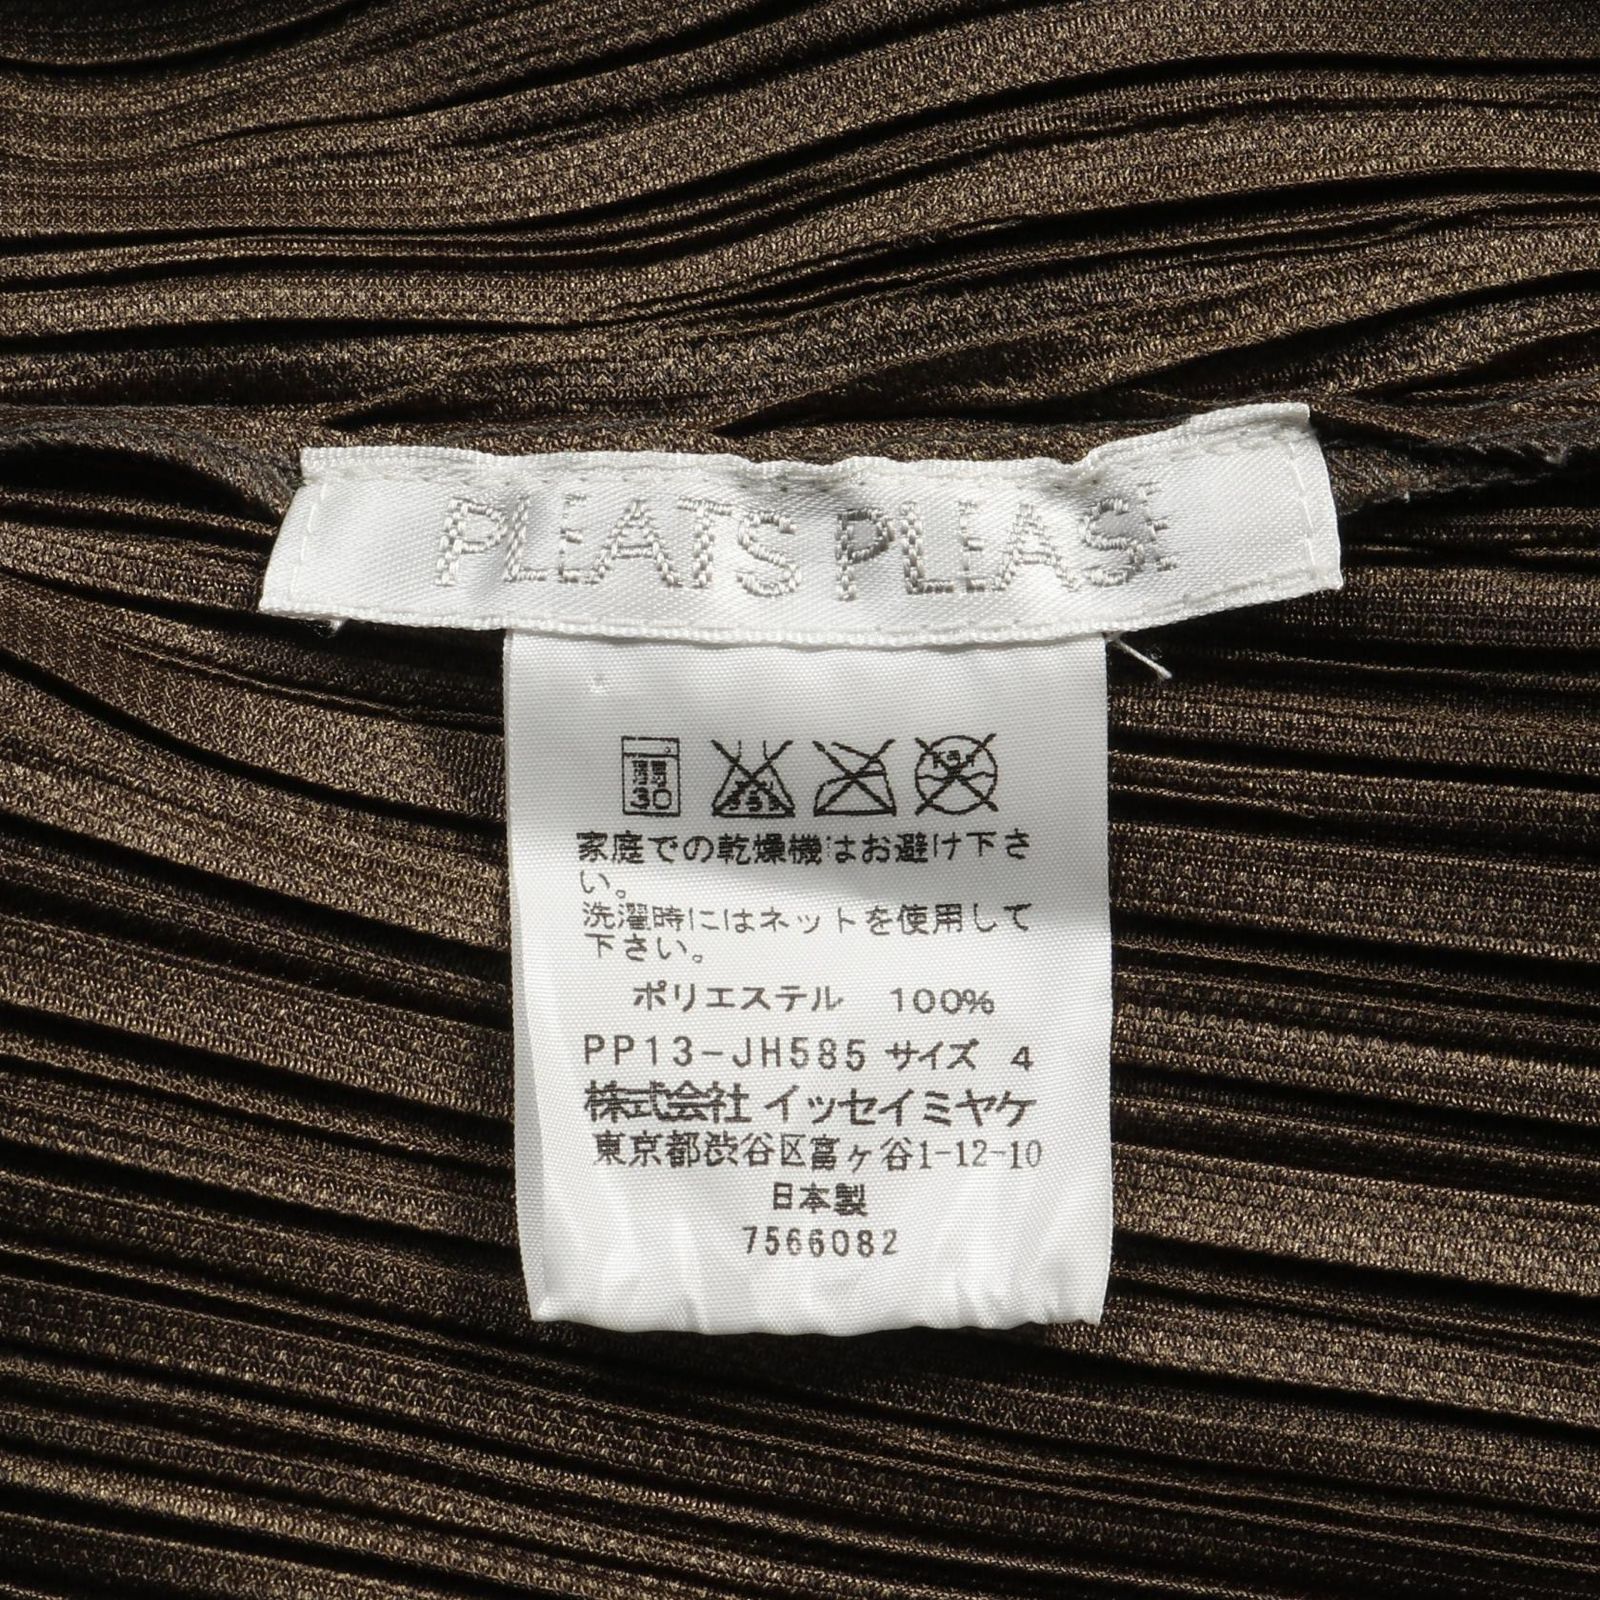 PLEATS PLEASE
30
家庭での乾燥機はお避け下さ
い。
洗濯時にはネットを使用して
下さい。
ポリエステル 100%
PP13-JH585 サイズ 4
株式会社 イッセイミヤケ
東京都渋谷区富ヶ谷1-12-10
日本製
7566082